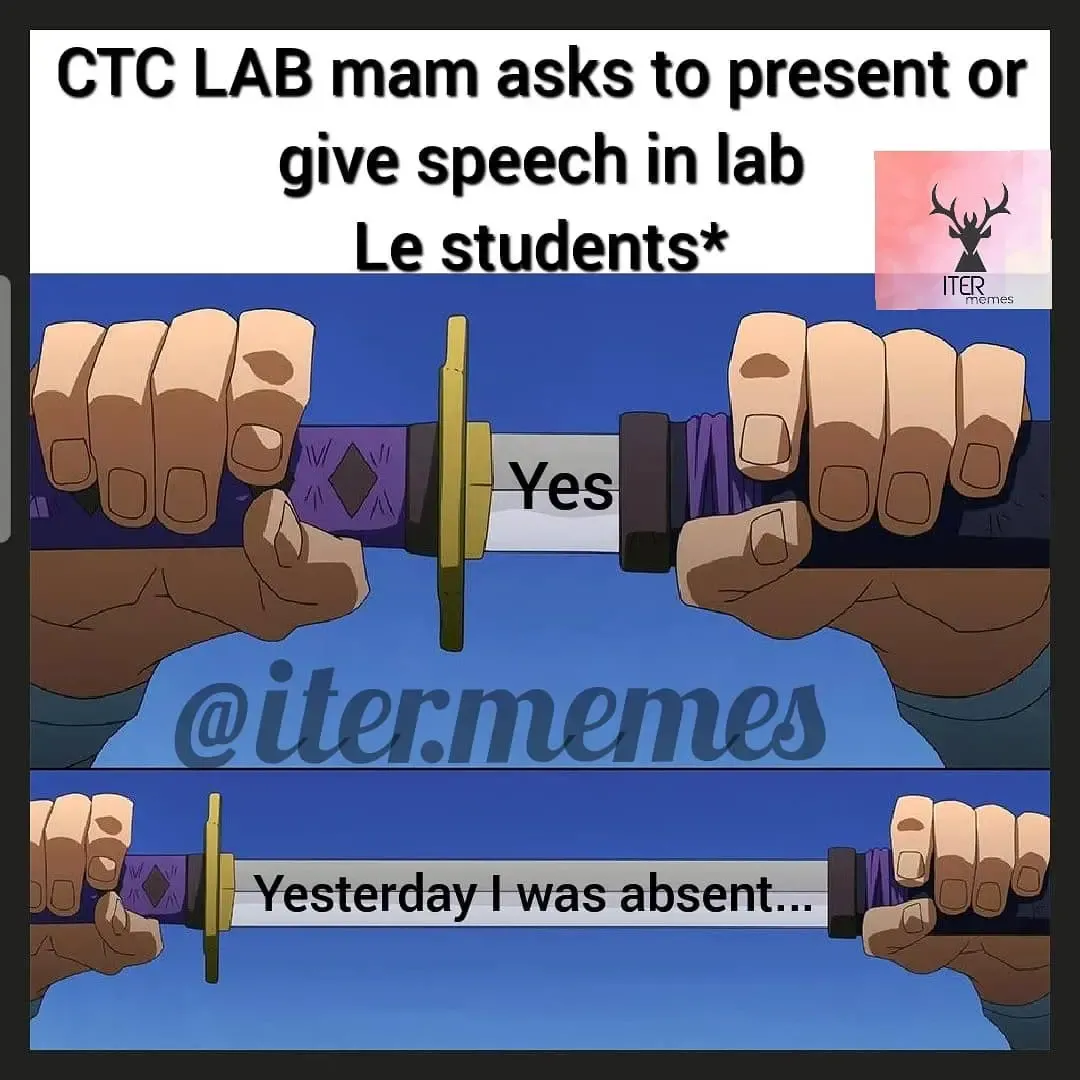 CTC LAB mam asks to present or
give speech in lab
Le students*
ITER
memes
Yes
@iter.memes
Yesterday I was absent...